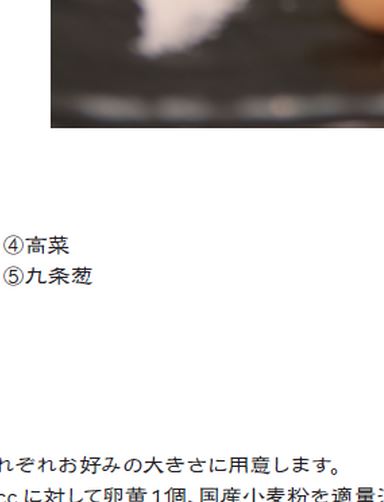 ④高菜
⑤九条葱
れぞれお好みの大きさに用意します。
cc に対して卵黄1個、国産小麦粉を適量